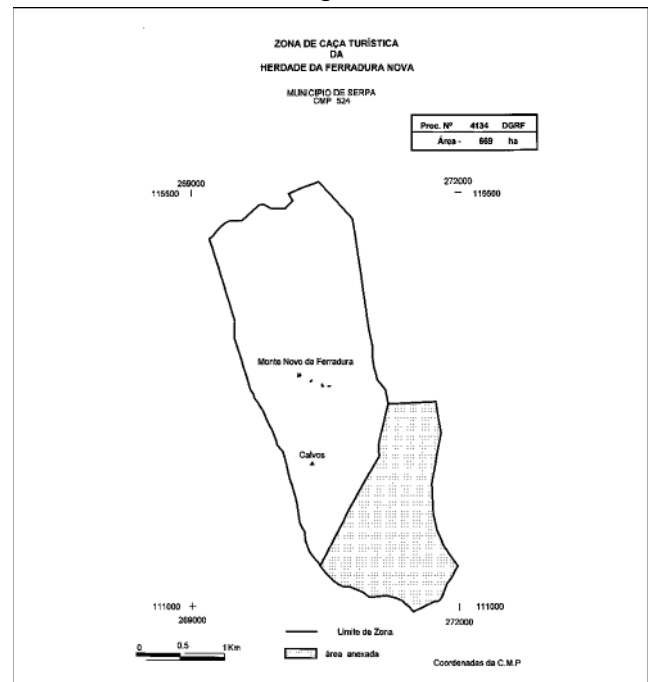 ZONA DE CAÇA TURÍSTICA
DA
HERDADE DA FERRADURA NOVA
MUNICIPIO DE SERPA
CMP 524
Proc. Nº 4134 DGRF
Área - 669 ha
269000
115500
272000
115500
Monte Novo da Ferradura
Calvos
111000
269000
111000
272000
0 0.5 1Km
Limite de Zona
área anexada
Coordenadas da C.M.P